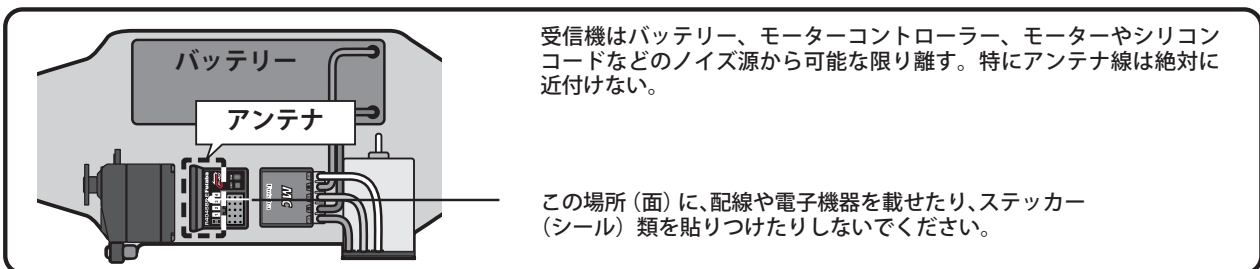 バッテリー
アンテナ
MC
Futaba
受信機はバッテリー、モーターコントローラー、モーターやシリコン
コードなどのノイズ源から可能な限り離す。特にアンテナ線は絶対に
近付けない。
この場所（面）に、配線や電子機器を載せたり、ステッカー
（シール）類を貼りつけたりしないでください。